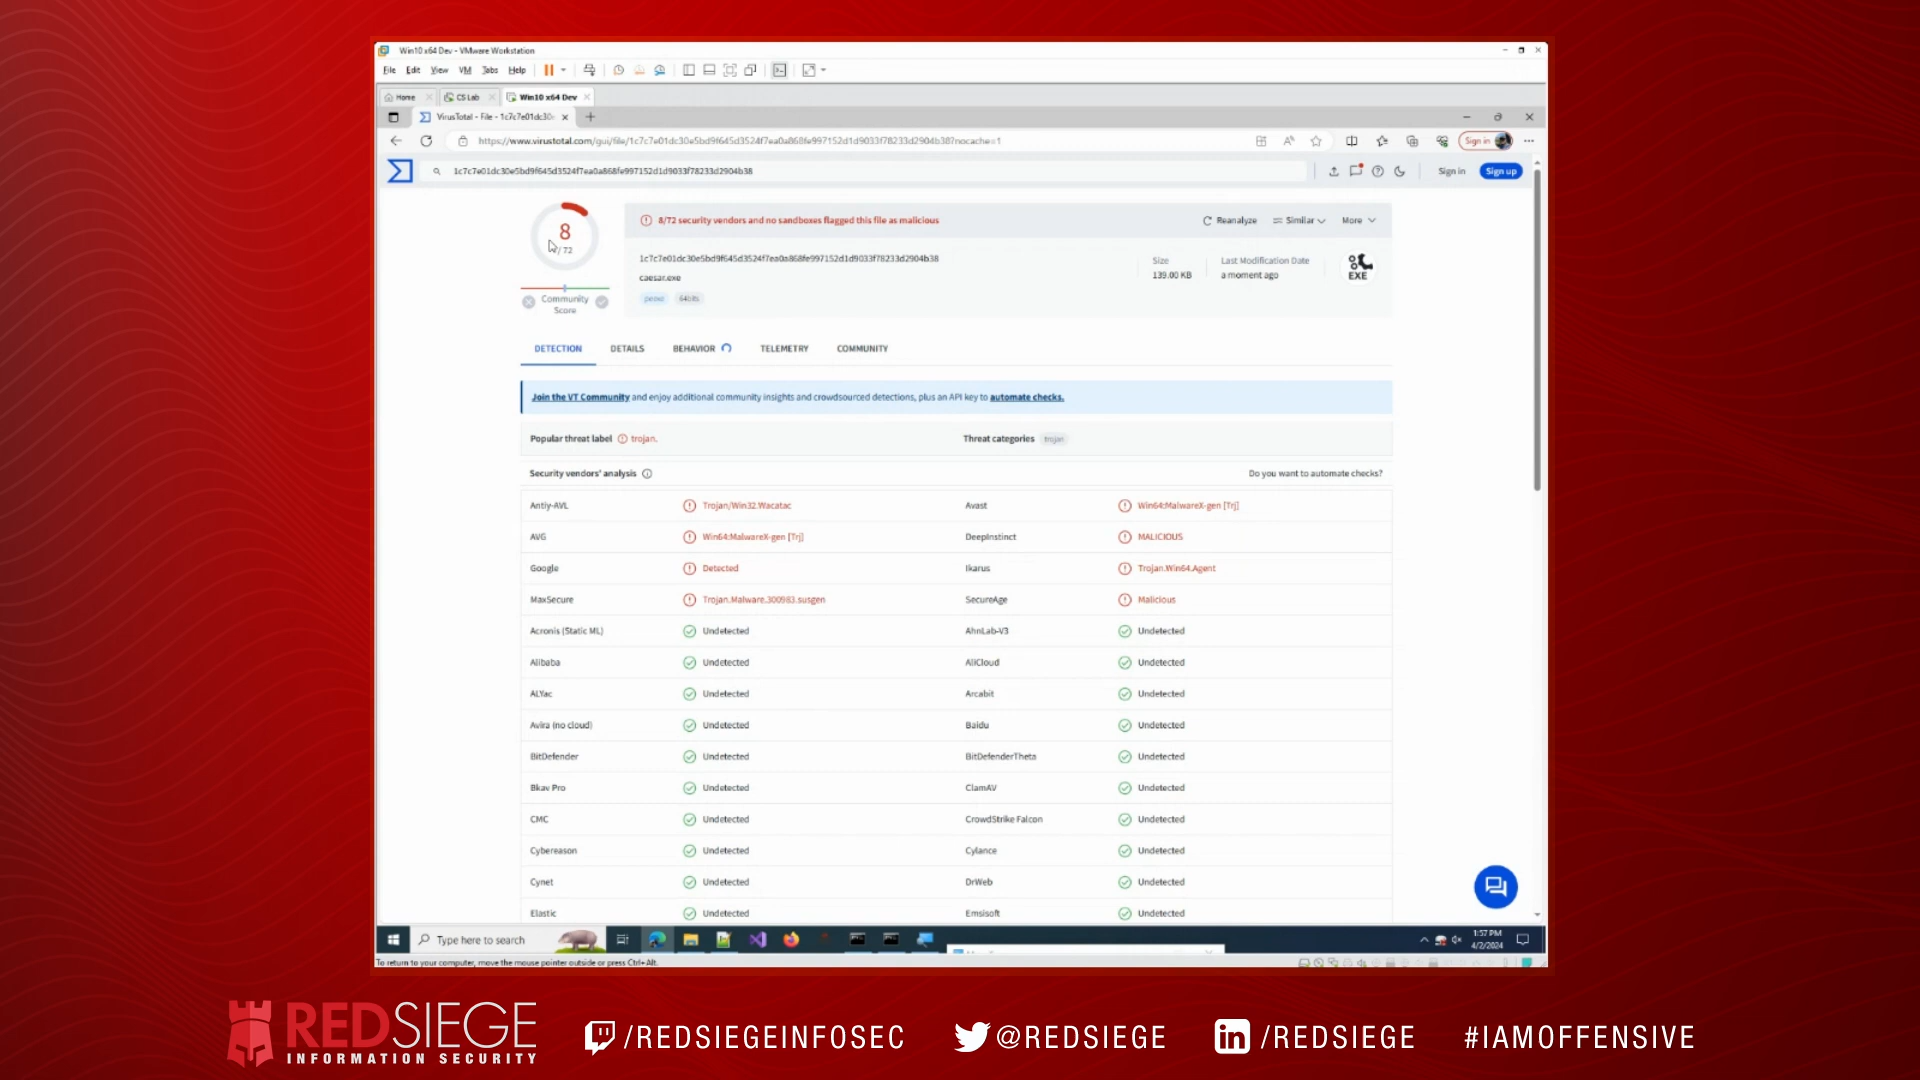 Win10 x64 Dev - VMware Workstation
File Edit View VM Tabs Help
Home CS Lab Win10 x64 Dev
VirusTotal - File - 1c7c7e01dc30
https://www.virustotal.com/gui/file/1c7c7e01dc30e5bd9f645d3524f7ea0a868fe997152d1d9033f78233d2904b38?nocache=1
Sign in
1c7c7e01dc30e5bd9f645d3524f7ea0a868fe997152d1d9033f78233d2904b38
Sign in Sign up
8
/ 72
Community
Score
8/72 security vendors and no sandboxes flagged this file as malicious
Reanalyze Similar More
1c7c7e01dc30e5bd9f645d3524f7ea0a868fe997152d1d9033f78233d2904b38
caesar.exe
peexe 64bits
Size
139.00 KB
Last Modification Date
a moment ago
EXE
DETECTION DETAILS BEHAVIOR TELEMETRY COMMUNITY
Join the VT Community and enjoy additional community insights and crowdsourced detections, plus an API key to automate checks.
Popular threat label trojan. Threat categories trojan
Security vendors' analysis Do you want to automate checks?
Antiy-AVL Trojan/Win32.Wacatac Avast Win64:MalwareX-gen [Trj]
AVG Win64:MalwareX-gen [Trj] DeepInstinct MALICIOUS
Google Detected Ikarus Trojan.Win64.Agent
MaxSecure Trojan.Malware.300983.susgen SecureAge Malicious
Acronis (Static ML) Undetected AhnLab-V3 Undetected
Alibaba Undetected AliCloud Undetected
ALYac Undetected Arcabit Undetected
Avira (no cloud) Undetected Baidu Undetected
BitDefender Undetected BitDefenderTheta Undetected
Bkav Pro Undetected ClamAV Undetected
CMC Undetected CrowdStrike Falcon Undetected
Cybereason Undetected Cylance Undetected
Cynet Undetected DrWeb Undetected
Elastic Undetected Emsisoft Undetected
Type here to search
1:57 PM
4/2/2024
To return to your computer, move the mouse pointer outside or press Ctrl+Alt.
REDSIEGE
INFORMATION SECURITY
/REDSIEGEINFOSEC @REDSIEGE /REDSIEGE #IAMOFFENSIVE